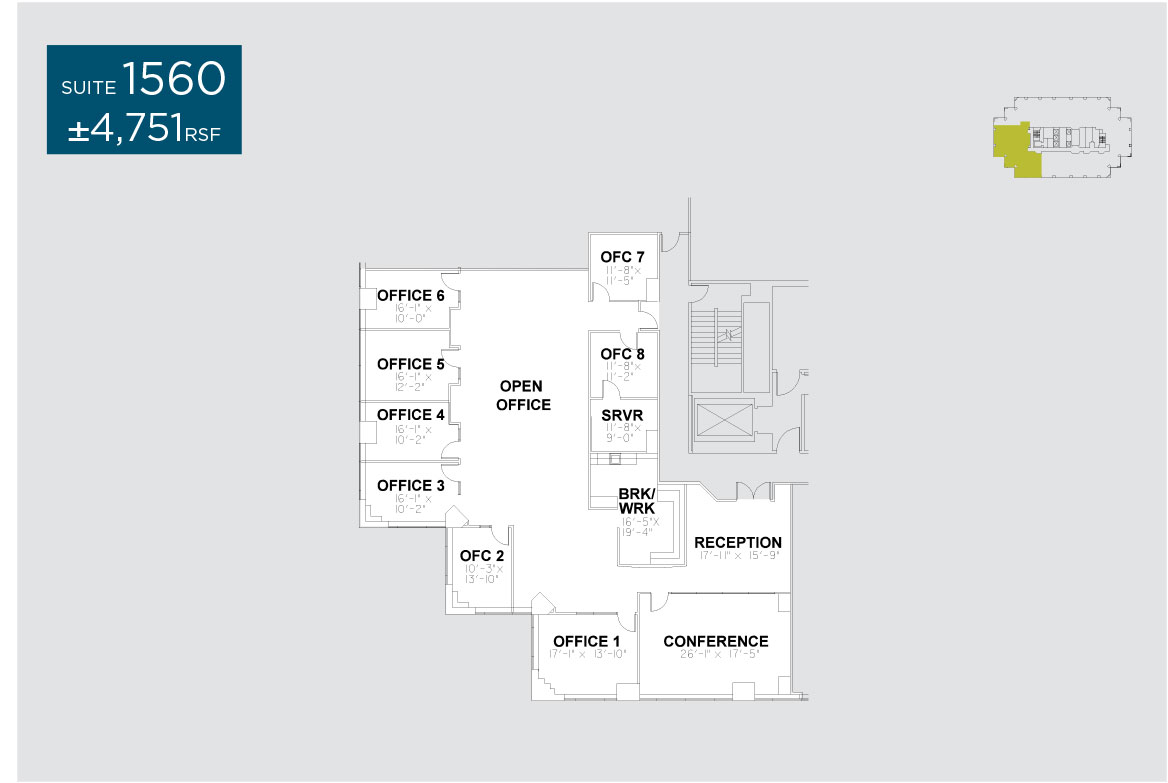 SUITE 1560
±4,751 RSF
OFC 7
11'-8"x
11'-5"
OFFICE 6
16'-1" x
10'-0"
OFC 8
11'-8"x
11'-2"
OFFICE 5
16'-1" x
12'-2"
OPEN
OFFICE
OFFICE 4
16'-1" x
10'-2"
SRVR
11'-8"x
9'-0"
OFFICE 3
16'-1" x
10'-2"
BRK/
WRK
16'-5"X
19'-4"
RECEPTION
17'-11" x 15'-9"
OFC 2
10'-3"x
13'-10"
OFFICE 1
17'-1" x 13'-10"
CONFERENCE
26'-1" x 17'-5"